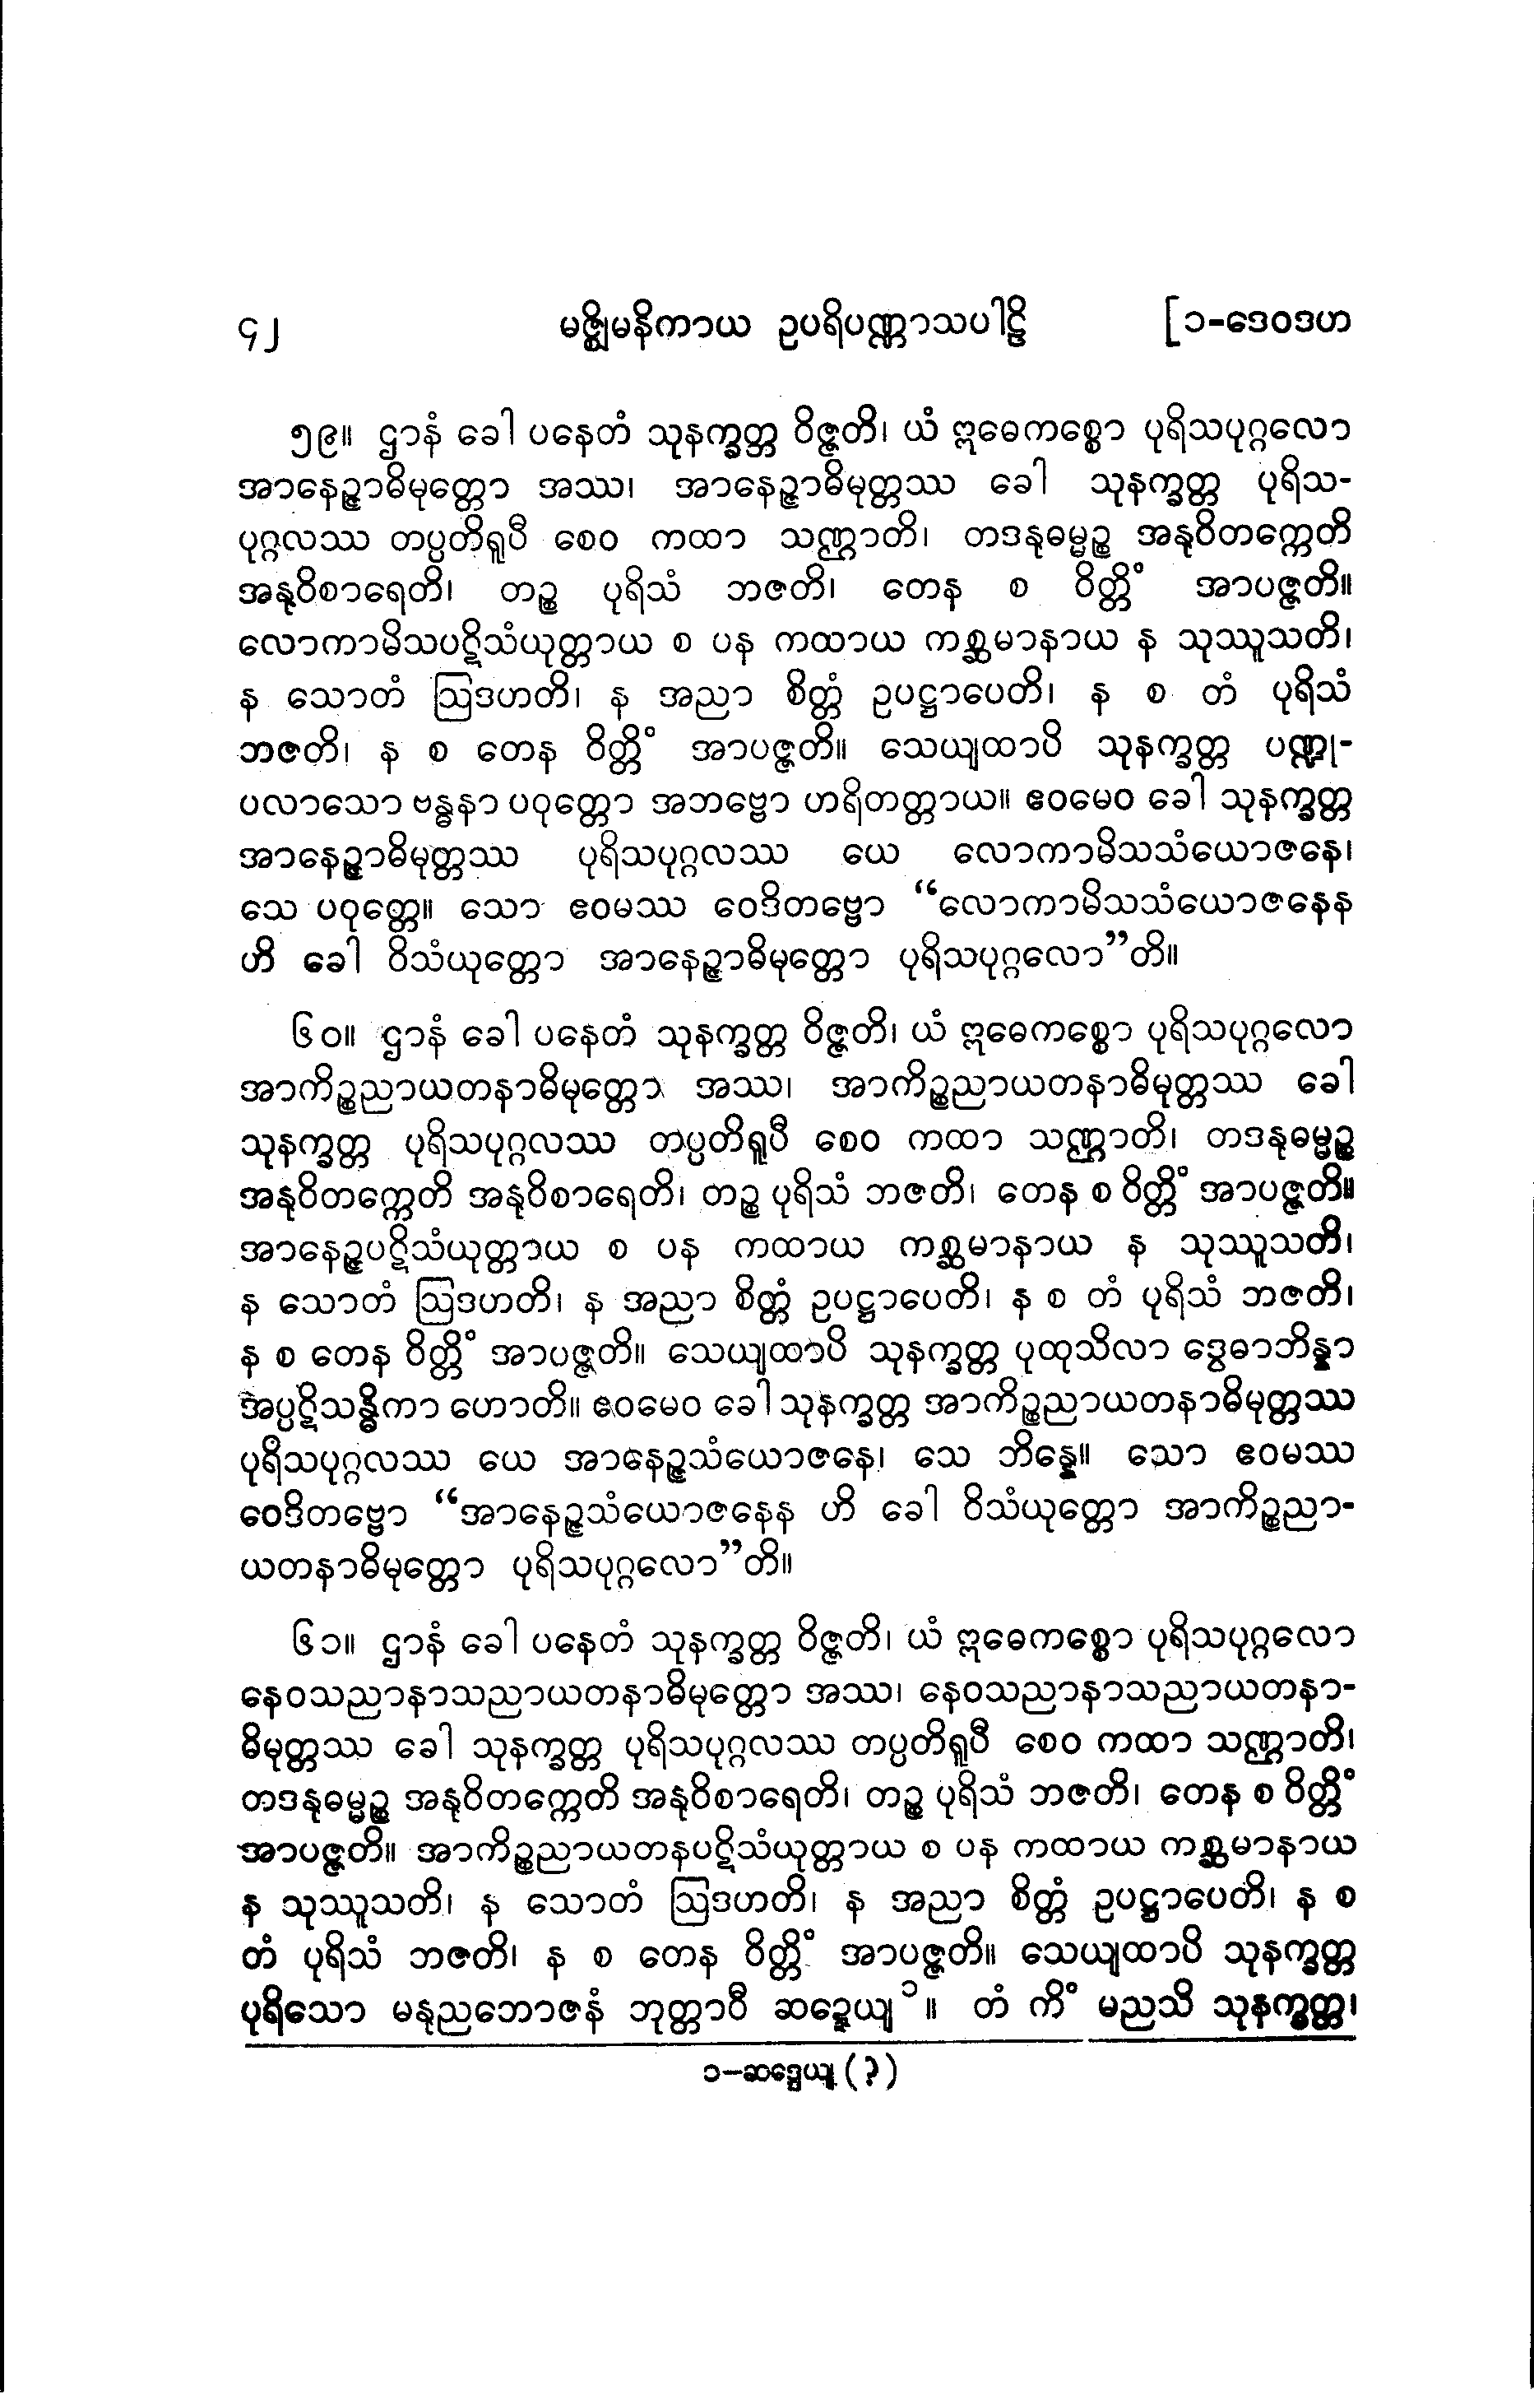 ၄၂ မဇ္ဈိမနိကာယ ဥပရိပဏ္ဏာသပါဠိ [၁-ဒေဝဒဟ
၅၉။ ဌာနံ ခေါ ပနေတံ သုနက္ခတ္တ ဝိဇ္ဇတိ၊ ယံ ဣဓေကစ္စော ပုရိသပုဂ္ဂလော
အာနေဉ္ဇာဓိမုတ္တော အဿ၊ အာနေဉ္ဇာဓိမုတ္တဿ ခေါ သုနက္ခတ္တ ပုရိသ-
ပုဂ္ဂလဿ တပ္ပတိရူပီ စေဝ ကထာ သဏ္ဌာတိ၊ တဒနုဓမ္မဉ္စ အနုဝိတက္ကေတိ
အနုဝိစာရေတိ၊ တဉ္စ ပုရိသံ ဘဇတိ၊ တေန စ ဝိတ္တိံ အာပဇ္ဇတိ။
လောကာမိသပဋိသံယုတ္တာယ စ ပန ကထာယ ကစ္ဆမာနာယ န သုဿူသတိ၊
န သောတံ ဩဒဟတိ၊ န အညာ စိတ္တံ ဥပဋ္ဌာပေတိ၊ န စ တံ ပုရိသံ
ဘဇတိ၊ န စ တေန ဝိတ္တိံ အာပဇ္ဇတိ။ သေယျထာပိ သုနက္ခတ္တ ပဏ္ဍု-
ပလာသော ဗန္ဓနာ ပဝုတ္တော အဘဗ္ဗော ဟရိတတ္တာယ။ ဧဝမေဝ ခေါ သုနက္ခတ္တ
အာနေဉ္ဇာဓိမုတ္တဿ ပုရိသပုဂ္ဂလဿ ယေ လောကာမိသသံယောဇနေ၊
သေ ပဝုတ္တေ။ သော ဧဝမဿ ဝေဒိတဗ္ဗော “လောကာမိသသံယောဇနေန
ဟိ ခေါ ဝိသံယုတ္တော အာနေဉ္ဇာဓိမုတ္တော ပုရိသပုဂ္ဂလော”တိ။
၆၀။ ဌာနံ ခေါ ပနေတံ သုနက္ခတ္တ ဝိဇ္ဇတိ၊ ယံ ဣဓေကစ္စော ပုရိသပုဂ္ဂလော
အာကိဉ္စညာယတနာဓိမုတ္တော အဿ၊ အာကိဉ္စညာယတနာဓိမုတ္တဿ ခေါ
သုနက္ခတ္တ ပုရိသပုဂ္ဂလဿ တပ္ပတိရူပီ စေဝ ကထာ သဏ္ဌာတိ၊ တဒနုဓမ္မဉ္စ
အနုဝိတက္ကေတိ အနုဝိစာရေတိ၊ တဉ္စ ပုရိသံ ဘဇတိ၊ တေန စ ဝိတ္တိံ အာပဇ္ဇတိ။
အာနေဉ္ဇပဋိသံယုတ္တာယ စ ပန ကထာယ ကစ္ဆမာနာယ န သုဿူသတိ၊
န သောတံ ဩဒဟတိ၊ န အညာ စိတ္တံ ဥပဋ္ဌာပေတိ၊ န စ တံ ပုရိသံ ဘဇတိ၊
န စ တေန ဝိတ္တိံ အာပဇ္ဇတိ။ သေယျထာပိ သုနက္ခတ္တ ပုထုသိလာ ဒွေဓာဘိန္နာ
အပ္ပဋိသန္ဓိကာ ဟောတိ။ ဧဝမေဝ ခေါ သုနက္ခတ္တ အာကိဉ္စညာယတနာဓိမုတ္တဿ
ပုရိသပုဂ္ဂလဿ ယေ အာနေဉ္ဇသံယောဇနေ၊ သေ ဘိန္နေ။ သော ဧဝမဿ
ဝေဒိတဗ္ဗော “အာနေဉ္ဇသံယောဇနေန ဟိ ခေါ ဝိသံယုတ္တော အာကိဉ္စညာ-
ယတနာဓိမုတ္တော ပုရိသပုဂ္ဂလော”တိ။
၆၁။ ဌာနံ ခေါ ပနေတံ သုနက္ခတ္တ ဝိဇ္ဇတိ၊ ယံ ဣဓေကစ္စော ပုရိသပုဂ္ဂလော
နေဝသညာနာသညာယတနာဓိမုတ္တော အဿ၊ နေဝသညာနာသညာယတနာ-
ဓိမုတ္တဿ ခေါ သုနက္ခတ္တ ပုရိသပုဂ္ဂလဿ တပ္ပတိရူပီ စေဝ ကထာ သဏ္ဌာတိ၊
တဒနုဓမ္မဉ္စ အနုဝိတက္ကေတိ အနုဝိစာရေတိ၊ တဉ္စ ပုရိသံ ဘဇတိ၊ တေန စ ဝိတ္တိံ
အာပဇ္ဇတိ။ အာကိဉ္စညာယတနပဋိသံယုတ္တာယ စ ပန ကထာယ ကစ္ဆမာနာယ
န သုဿူသတိ၊ န သောတံ ဩဒဟတိ၊ န အညာ စိတ္တံ ဥပဋ္ဌာပေတိ၊ န စ
တံ ပုရိသံ ဘဇတိ၊ န စ တေန ဝိတ္တိံ အာပဇ္ဇတိ။ သေယျထာပိ သုနက္ခတ္တ
ပုရိသော မနုညဘောဇနံ ဘုတ္တာဝီ ဆဍ္ဍေယျ ၁။ တံ ကိံ မညသိ သုနက္ခတ္တ၊
၁-ဆဒ္ဒေယျ (?)